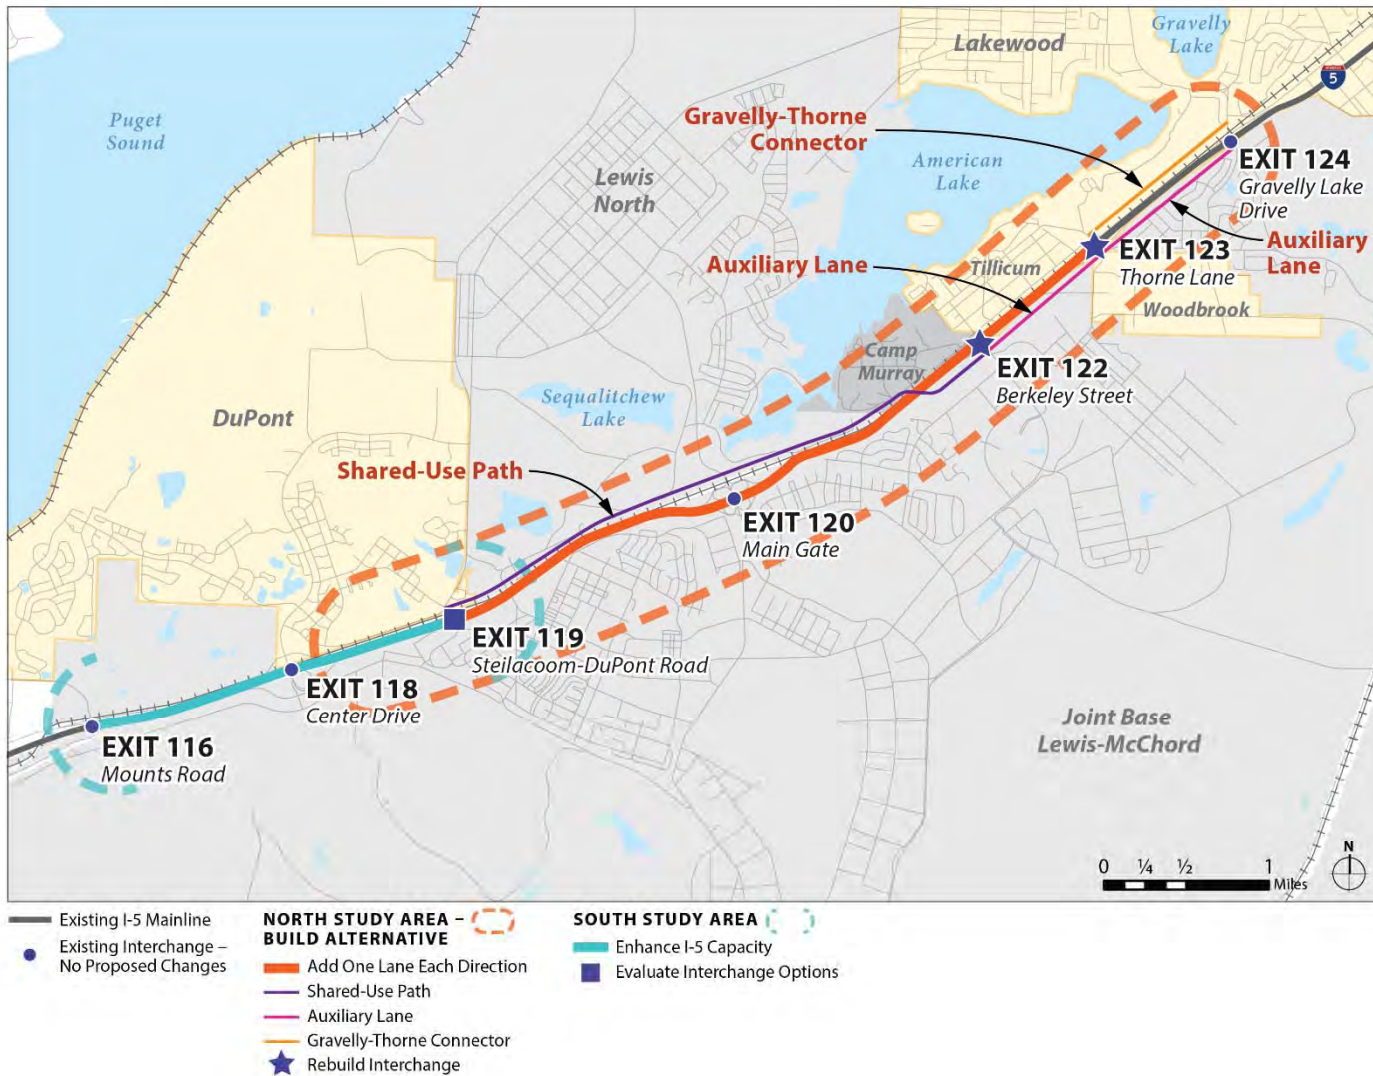 Puget
Sound
Lakewood
Gravelly
Lake
INTERSTATE
5
Gravelly-Thorne
Connector
American
Lake
EXIT 124
Gravelly Lake
Drive
Lewis
North
Auxiliary Lane
Tillicum
EXIT 123
Thorne Lane
Auxiliary
Lane
Woodbrook
Camp
Murray
EXIT 122
Berkeley Street
Sequalitchew
Lake
DuPont
Shared-Use Path
EXIT 120
Main Gate
EXIT 119
Steilacoom-DuPont Road
EXIT 118
Center Drive
EXIT 116
Mounts Road
Joint Base
Lewis-McChord
0 ¼ ½ 1
Miles
N
Existing I-5 Mainline
Existing Interchange –
No Proposed Changes
NORTH STUDY AREA –
BUILD ALTERNATIVE
Add One Lane Each Direction
Shared-Use Path
Auxiliary Lane
Gravelly-Thorne Connector
Rebuild Interchange
SOUTH STUDY AREA
Enhance I-5 Capacity
Evaluate Interchange Options